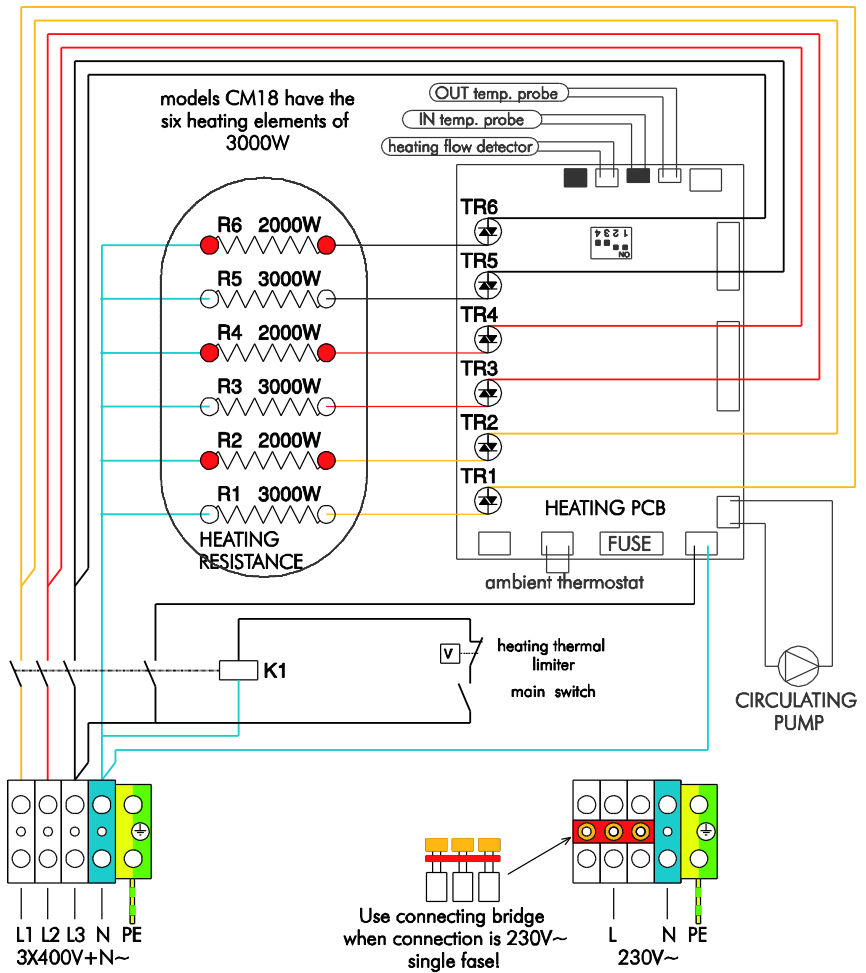 models CM18 have the
six heating elements of
3000W
OUT temp. probe
IN temp. probe
heating flow detector
R6 2000W
R5 3000W
R4 2000W
R3 3000W
R2 2000W
R1 3000W
HEATING
RESISTANCE
TR6
TR5
TR4
TR3
TR2
TR1
1 2 3 4
ON
HEATING PCB
FUSE
ambient thermostat
K1
V
heating thermal
limiter
main switch
CIRCULATING
PUMP
L1 L2 L3 N PE
3X400V+N~
Use connecting bridge
when connection is 230V~
single fase!
L N PE
230V~